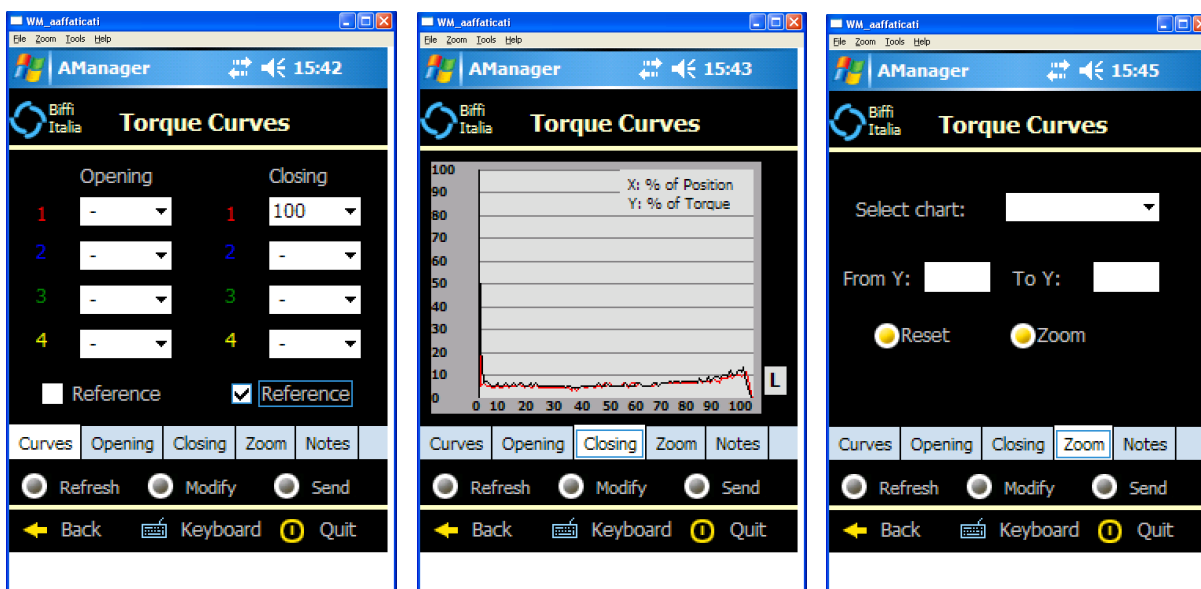 WM_aaffaticati
File Zoom Tools Help
AManager 15:42
Biffi
Italia
Torque Curves
Opening Closing
1 - 1 100
2 - 2 -
3 - 3 -
4 - 4 -
Reference Reference
Curves Opening Closing Zoom Notes
Refresh Modify Send
Back Keyboard Quit
WM_aaffaticati
File Zoom Tools Help
AManager 15:43
Biffi
Italia
Torque Curves
X: % of Position
Y: % of Torque
100
90
80
70
60
50
40
30
20
10
0
0 10 20 30 40 50 60 70 80 90 100
L
Curves Opening Closing Zoom Notes
Refresh Modify Send
Back Keyboard Quit
WM_aaffaticati
File Zoom Tools Help
AManager 15:45
Biffi
Italia
Torque Curves
Select chart:
From Y: To Y:
Reset Zoom
Curves Opening Closing Zoom Notes
Refresh Modify Send
Back Keyboard Quit